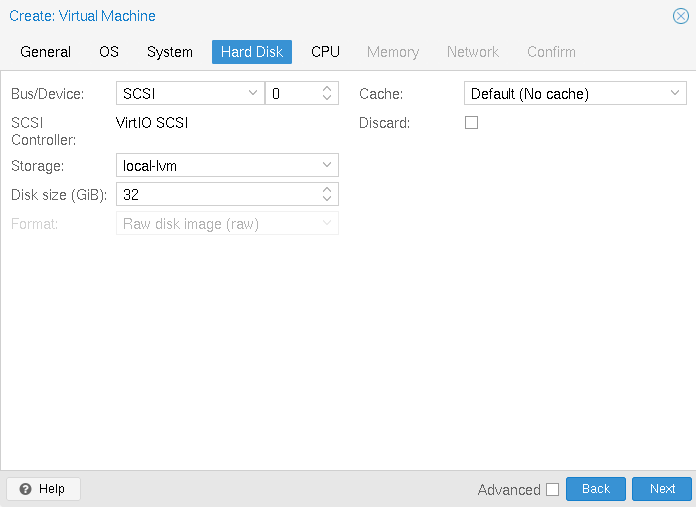 Create: Virtual Machine
General OS System Hard Disk CPU Memory Network Confirm
Bus/Device: SCSI 0 Cache: Default (No cache)
SCSI Controller: VirtIO SCSI Discard:
Storage: local-lvm
Disk size (GiB): 32
Format: Raw disk image (raw)
Help Advanced Back Next